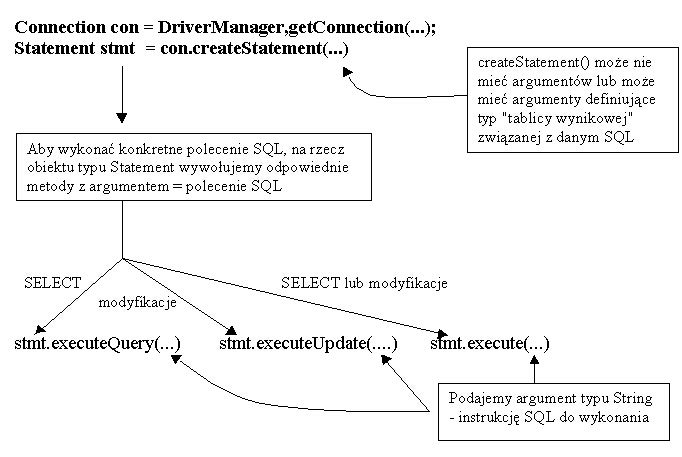 Connection con = DriverManager,getConnection(...);
Statement stmt = con.createStatement(...)
createStatement() może nie
mieć argumentów lub może
mieć argumenty definiujące
typ "tablicy wynikowej"
związanej z danym SQL
Aby wykonać konkretne polecenie SQL, na rzecz
obiektu typu Statement wywołujemy odpowiednie
metody z argumentem = polecenie SQL
SELECT
modyfikacje
SELECT lub modyfikacje
stmt.executeQuery(...)
stmt.executeUpdate(....)
stmt.execute(...)
Podajemy argument typu String
- instrukcję SQL do wykonania